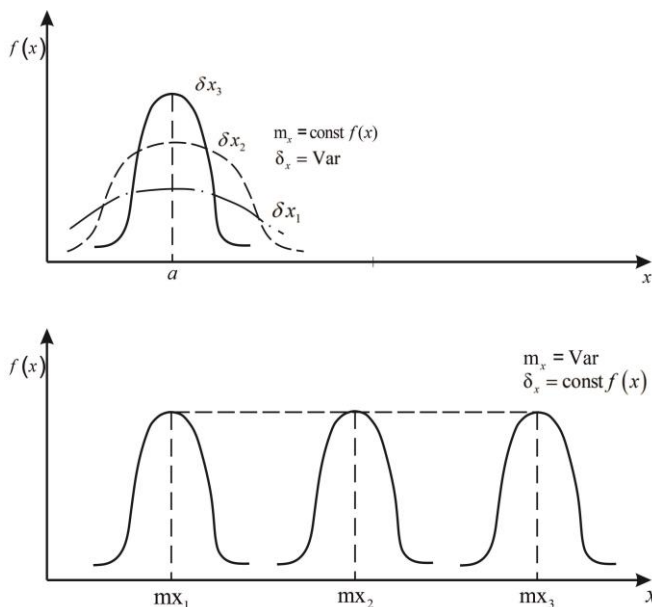 f(x)
δx₃
δx₂
mₓ = const f(x)
δₓ = Var
δx₁
a
x
f(x)
mₓ = Var
δₓ = const f(x)
mx₁
mx₂
mx₃
x